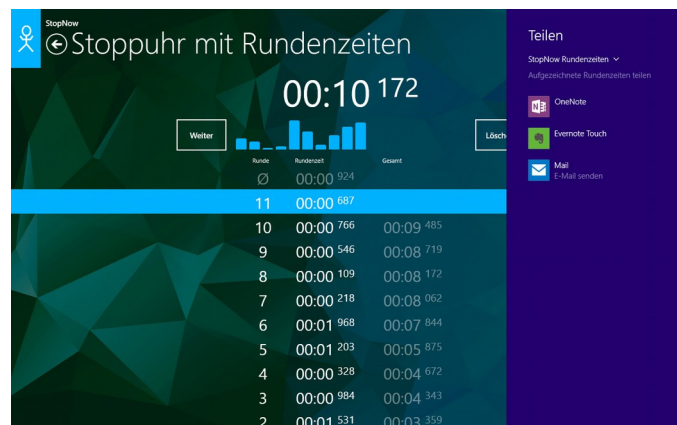 StopNow
Stoppuhr mit Rundenzeiten
00:10 172
Weiter
Lösch
Runde Rundenzeit Gesamt
Ø 00:00 924
11 00:00 687
10 00:00 766 00:09 485
9 00:00 546 00:08 719
8 00:00 109 00:08 172
7 00:00 218 00:08 062
6 00:01 968 00:07 844
5 00:01 203 00:05 875
4 00:00 328 00:04 672
3 00:00 984 00:04 343
2 00:01 531 00:03 359
Teilen
StopNow Rundenzeiten
Aufgezeichnete Rundenzeiten teilen
N
OneNote
Evernote Touch
Mail
E-Mail senden